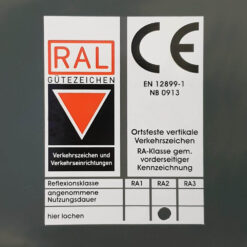 RAL
GÜTEZEICHEN
Verkehrszeichen und
Verkehrseinrichtungen
CE
EN 12899-1
NB 0913
Ortsfeste vertikale
Verkehrszeichen
RA-Klasse gem.
vorderseitiger
Kennzeichnung
Reflexionsklasse RA1 RA2 RA3
angenommene
Nutzungsdauer
hier lochen